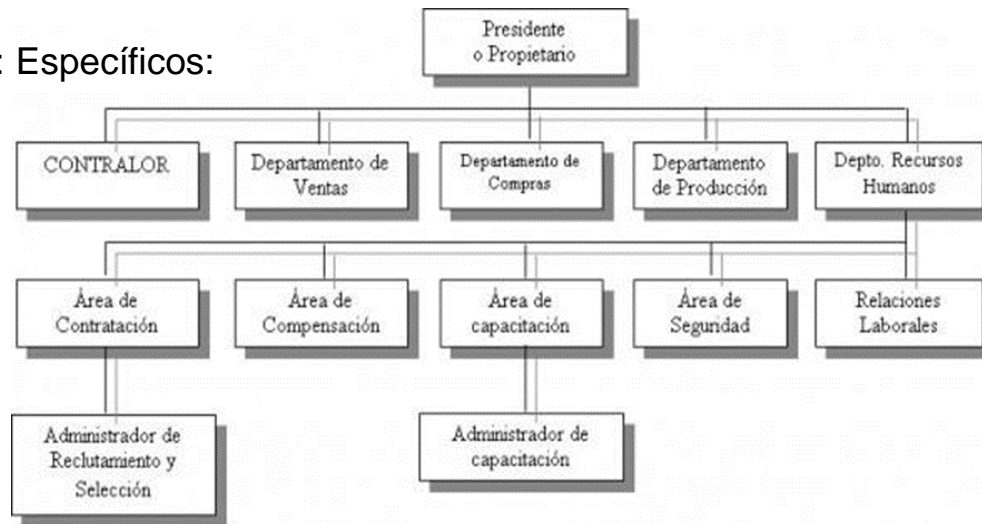 : Específicos:
Presidente
o Propietario
CONTRALOR
Departamento de
Ventas
Departamento de
Compras
Departamento
de Producción
Depto. Recursos
Humanos
Área de
Contratación
Área de
Compensación
Área de
capacitación
Área de
Seguridad
Relaciones
Laborales
Administrador de
Reclutamiento y
Selección
Administrador de
capacitación